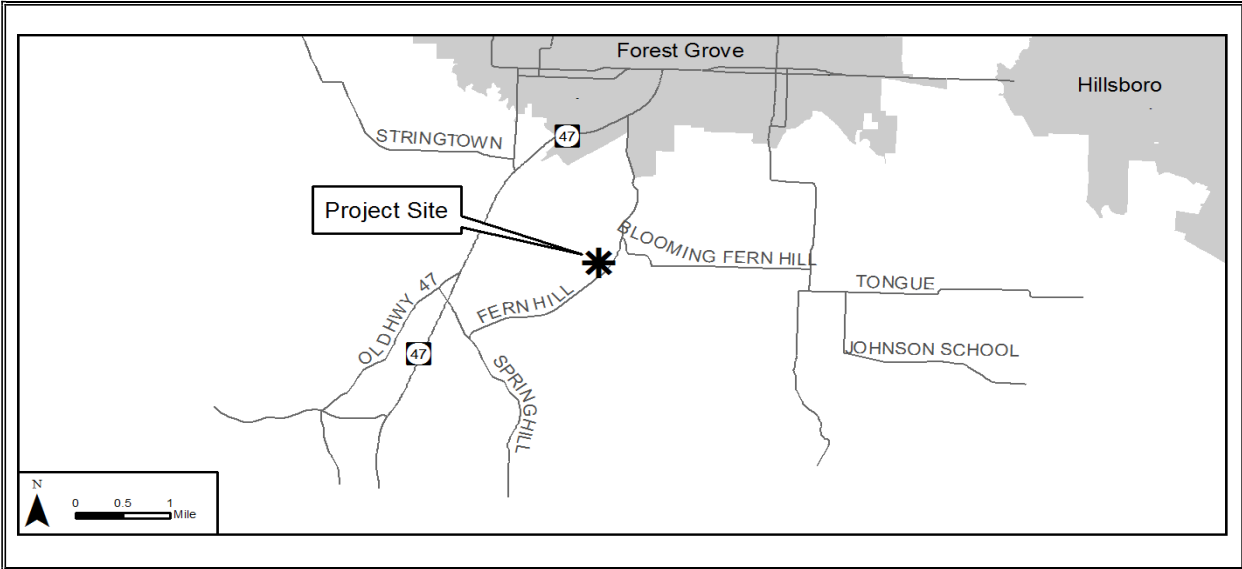 Forest Grove
Hillsboro
47
STRINGTOWN
Project Site
BLOOMING FERN HILL
OLD HWY 47
TONGUE
FERN HILL
47
JOHNSON SCHOOL
SPRINGHILL
N
0 0.5 1
Mile